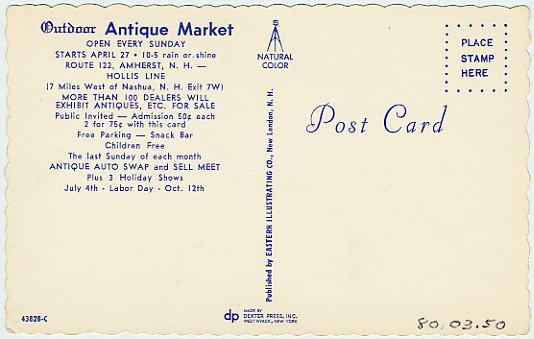 Outdoor Antique Market
OPEN EVERY SUNDAY
STARTS APRIL 27 • 10-5 rain or shine
ROUTE 122, AMHERST, N. H. —
HOLLIS LINE
(7 Miles West of Nashua, N. H. Exit 7W)
MORE THAN 100 DEALERS WILL
EXHIBIT ANTIQUES, ETC. FOR SALE
Public Invited — Admission 50¢ each
2 for 75¢ with this card
Free Parking — Snack Bar
Children Free
The last Sunday of each month
ANTIQUE AUTO SWAP and SELL MEET
Plus 3 Holiday Shows
July 4th - Labor Day - Oct. 12th
43828-C
NATURAL
COLOR
Published by EASTERN ILLUSTRATING CO., New London, N. H.
dp
MADE BY
DEXTER PRESS, INC.
WEST NYACK, NEW YORK
PLACE
STAMP
HERE
Post Card
80.03.50